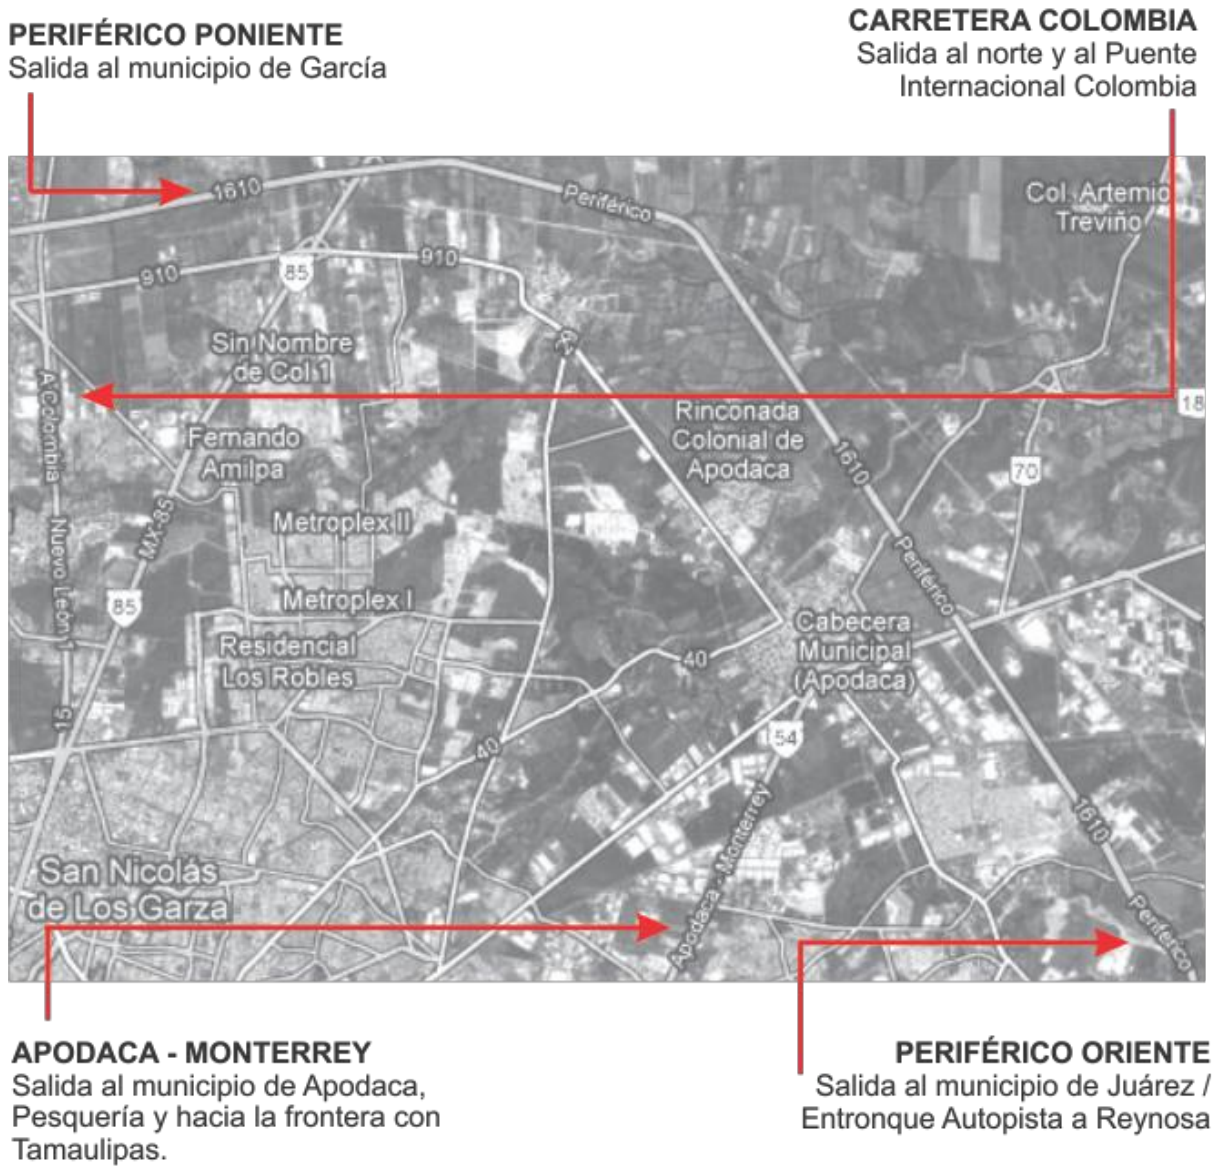 PERIFÉRICO PONIENTE
Salida al municipio de García
CARRETERA COLOMBIA
Salida al norte y al Puente
Internacional Colombia
1610
Periférico
Col. Artemio
Treviño
910
910
85
Sin Nombre
de Col 1
A Colombia
Rinconada
Colonial de
Apodaca
18
Fernando
Amilpa
1610
70
MX-85
Metroplex II
Nuevo León 1
Periférico
85
Metroplex I
Cabecera
Municipal
(Apodaca)
Residencial
Los Robles
40
15
54
40
1610
Apodaca - Monterrey
San Nicolás
de Los Garza
Periférico
APODACA - MONTERREY
Salida al municipio de Apodaca,
Pesquería y hacia la frontera con
Tamaulipas.
PERIFÉRICO ORIENTE
Salida al municipio de Juárez /
Entronque Autopista a Reynosa